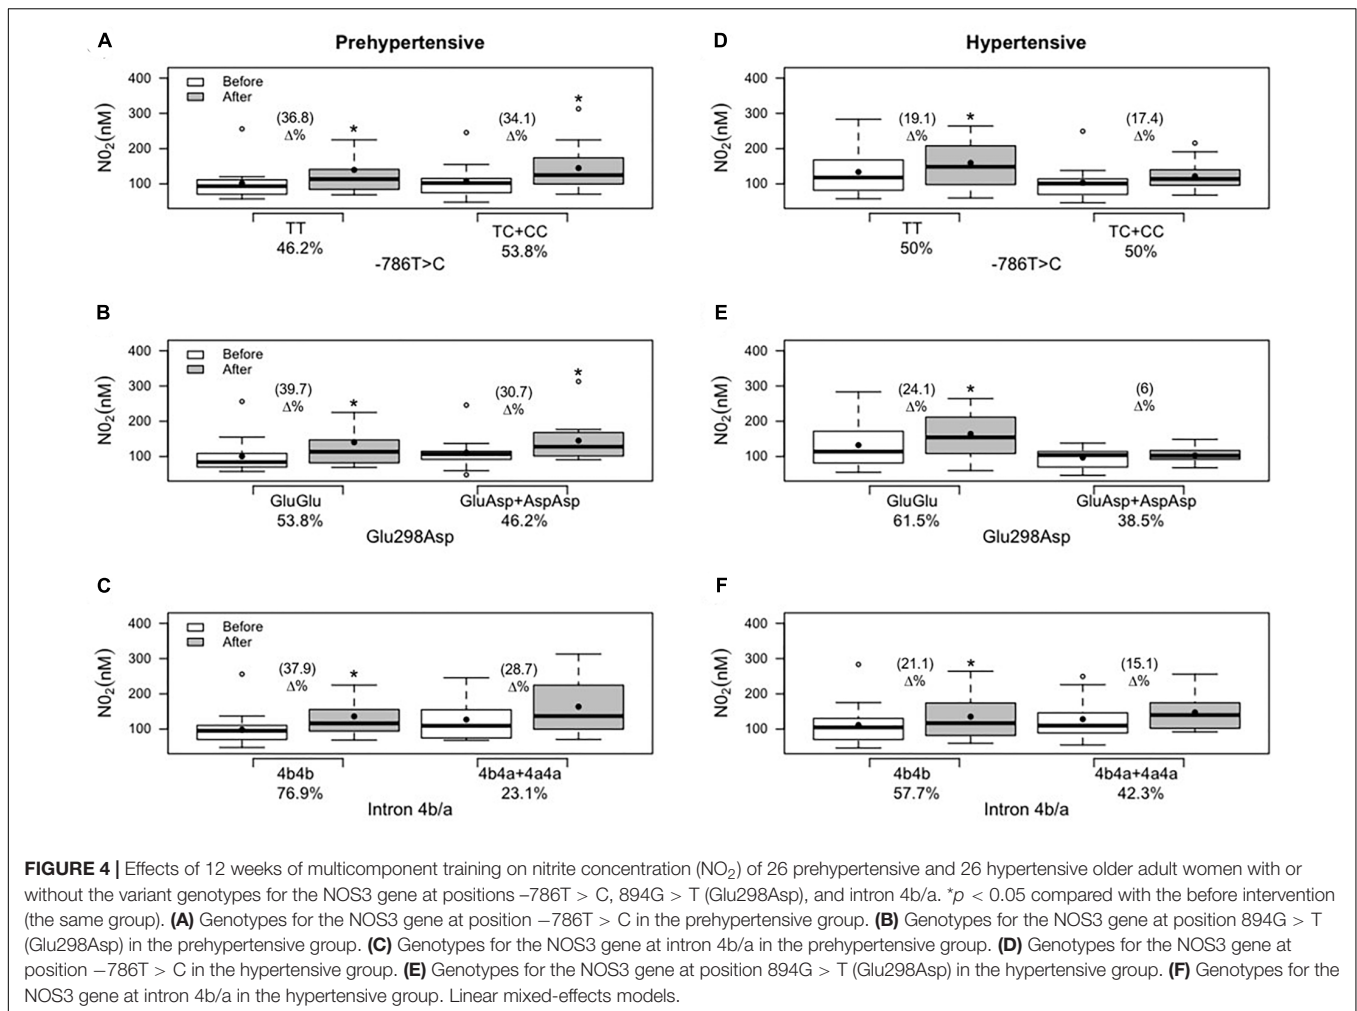 A
Prehypertensive
NO2(nM)
400
300
200
100
Before
After
(36.8)
Δ%
*
(34.1)
Δ%
*
TT
46.2%
TC+CC
53.8%
-786T>C
D
Hypertensive
NO2(nM)
400
300
200
100
(19.1)
Δ%
*
(17.4)
Δ%
TT
50%
TC+CC
50%
-786T>C
B
NO2(nM)
400
300
200
100
Before
After
(39.7)
Δ%
*
(30.7)
Δ%
*
GluGlu
53.8%
GluAsp+AspAsp
46.2%
Glu298Asp
E
NO2(nM)
400
300
200
100
(24.1)
Δ%
*
(6)
Δ%
GluGlu
61.5%
GluAsp+AspAsp
38.5%
Glu298Asp
C
NO2(nM)
400
300
200
100
Before
After
(37.9)
Δ%
*
(28.7)
Δ%
4b4b
76.9%
4b4a+4a4a
23.1%
Intron 4b/a
F
NO2(nM)
400
300
200
100
(21.1)
Δ%
*
(15.1)
Δ%
4b4b
57.7%
4b4a+4a4a
42.3%
Intron 4b/a
FIGURE 4 | Effects of 12 weeks of multicomponent training on nitrite concentration (NO2) of 26 prehypertensive and 26 hypertensive older adult women with or
without the variant genotypes for the NOS3 gene at positions –786T > C, 894G > T (Glu298Asp), and intron 4b/a. *p < 0.05 compared with the before intervention
(the same group). (A) Genotypes for the NOS3 gene at position −786T > C in the prehypertensive group. (B) Genotypes for the NOS3 gene at position 894G > T
(Glu298Asp) in the prehypertensive group. (C) Genotypes for the NOS3 gene at intron 4b/a in the prehypertensive group. (D) Genotypes for the NOS3 gene at
position −786T > C in the hypertensive group. (E) Genotypes for the NOS3 gene at position 894G > T (Glu298Asp) in the hypertensive group. (F) Genotypes for the
NOS3 gene at intron 4b/a in the hypertensive group. Linear mixed-effects models.